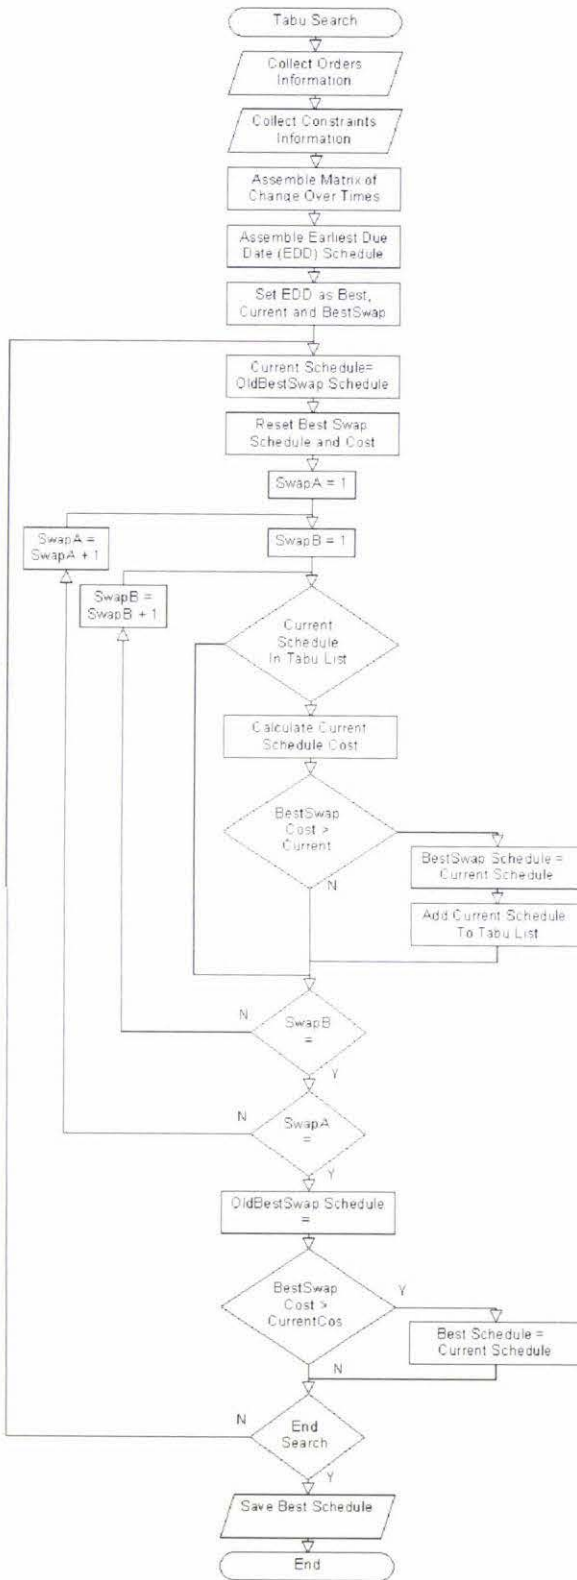 Tabu Search
Collect Orders
Information
Collect Constraints
Information
Assemble Matrix of
Change Over Times
Assemble Earliest Due
Date (EDD) Schedule
Set EDD as Best,
Current and BestSwap
Current Schedule=
OldBestSwap Schedule
Reset Best Swap
Schedule and Cost
SwapA = 1
SwapA =
SwapA + 1
SwapB = 1
SwapB =
SwapB + 1
Current
Schedule
In Tabu List
Calculate Current
Schedule Cost
BestSwap
Cost >
Current
N
BestSwap Schedule =
Current Schedule
Add Current Schedule
To Tabu List
N
SwapB
=
Y
N
SwapA
=
Y
OldBestSwap Schedule
=
BestSwap
Cost >
CurrentCos
Y
Best Schedule =
Current Schedule
N
N
End
Search
Y
Save Best Schedule
End